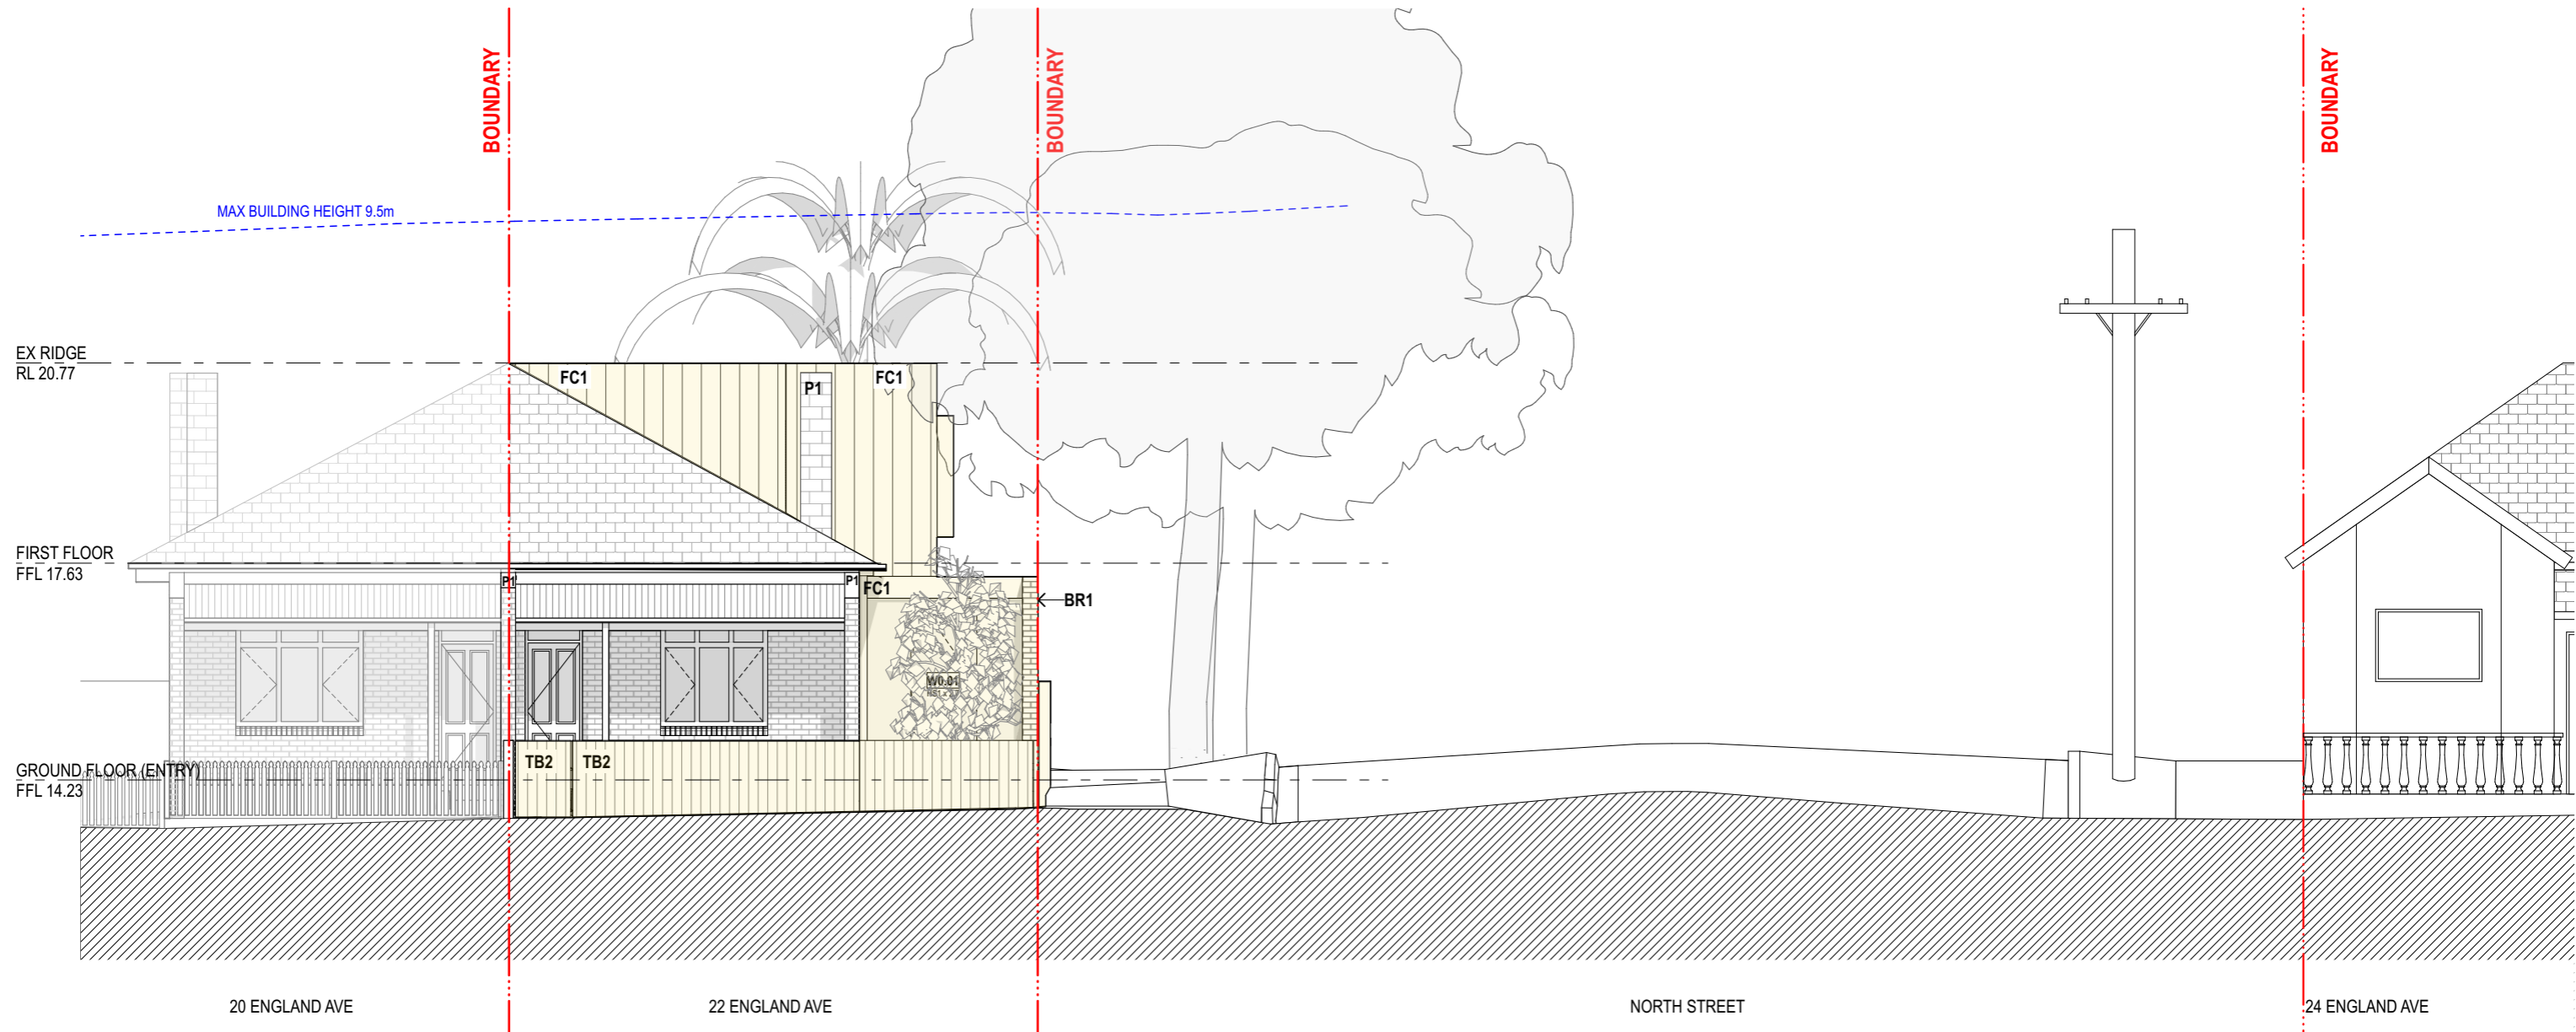 BOUNDARY
BOUNDARY
BOUNDARY
MAX BUILDING HEIGHT 9.5m
EX RIDGE
RL 20.77
FC1
P1
FC1
FIRST FLOOR
FFL 17.63
P1
P1
FC1
BR1
W0.01
GROUND FLOOR (ENTRY)
FFL 14.23
TB2
TB2
20 ENGLAND AVE
22 ENGLAND AVE
NORTH STREET
24 ENGLAND AVE